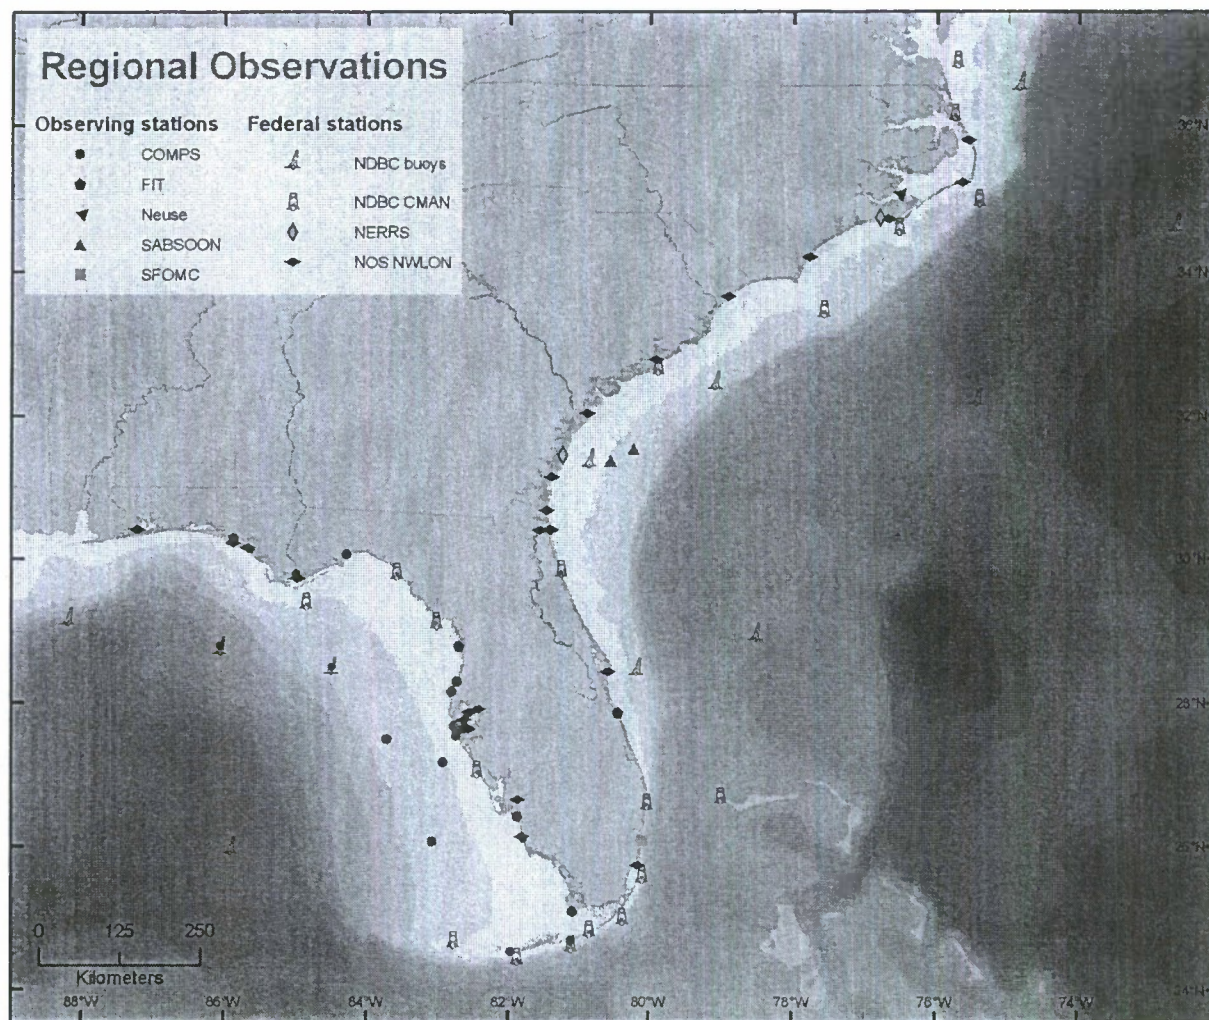 Regional Observations
Observing stations Federal stations
COMPS
FIT
Neuse
SABSOON
SFOMC
NDBC buoys
NDBC CMAN
NERRS
NOS NWLON
36°N
34°N
32°N
30°N
28°N
26°N
24°N
0 125 250
Kilometers
88°W 86°W 84°W 82°W 80°W 78°W 76°W 74°W